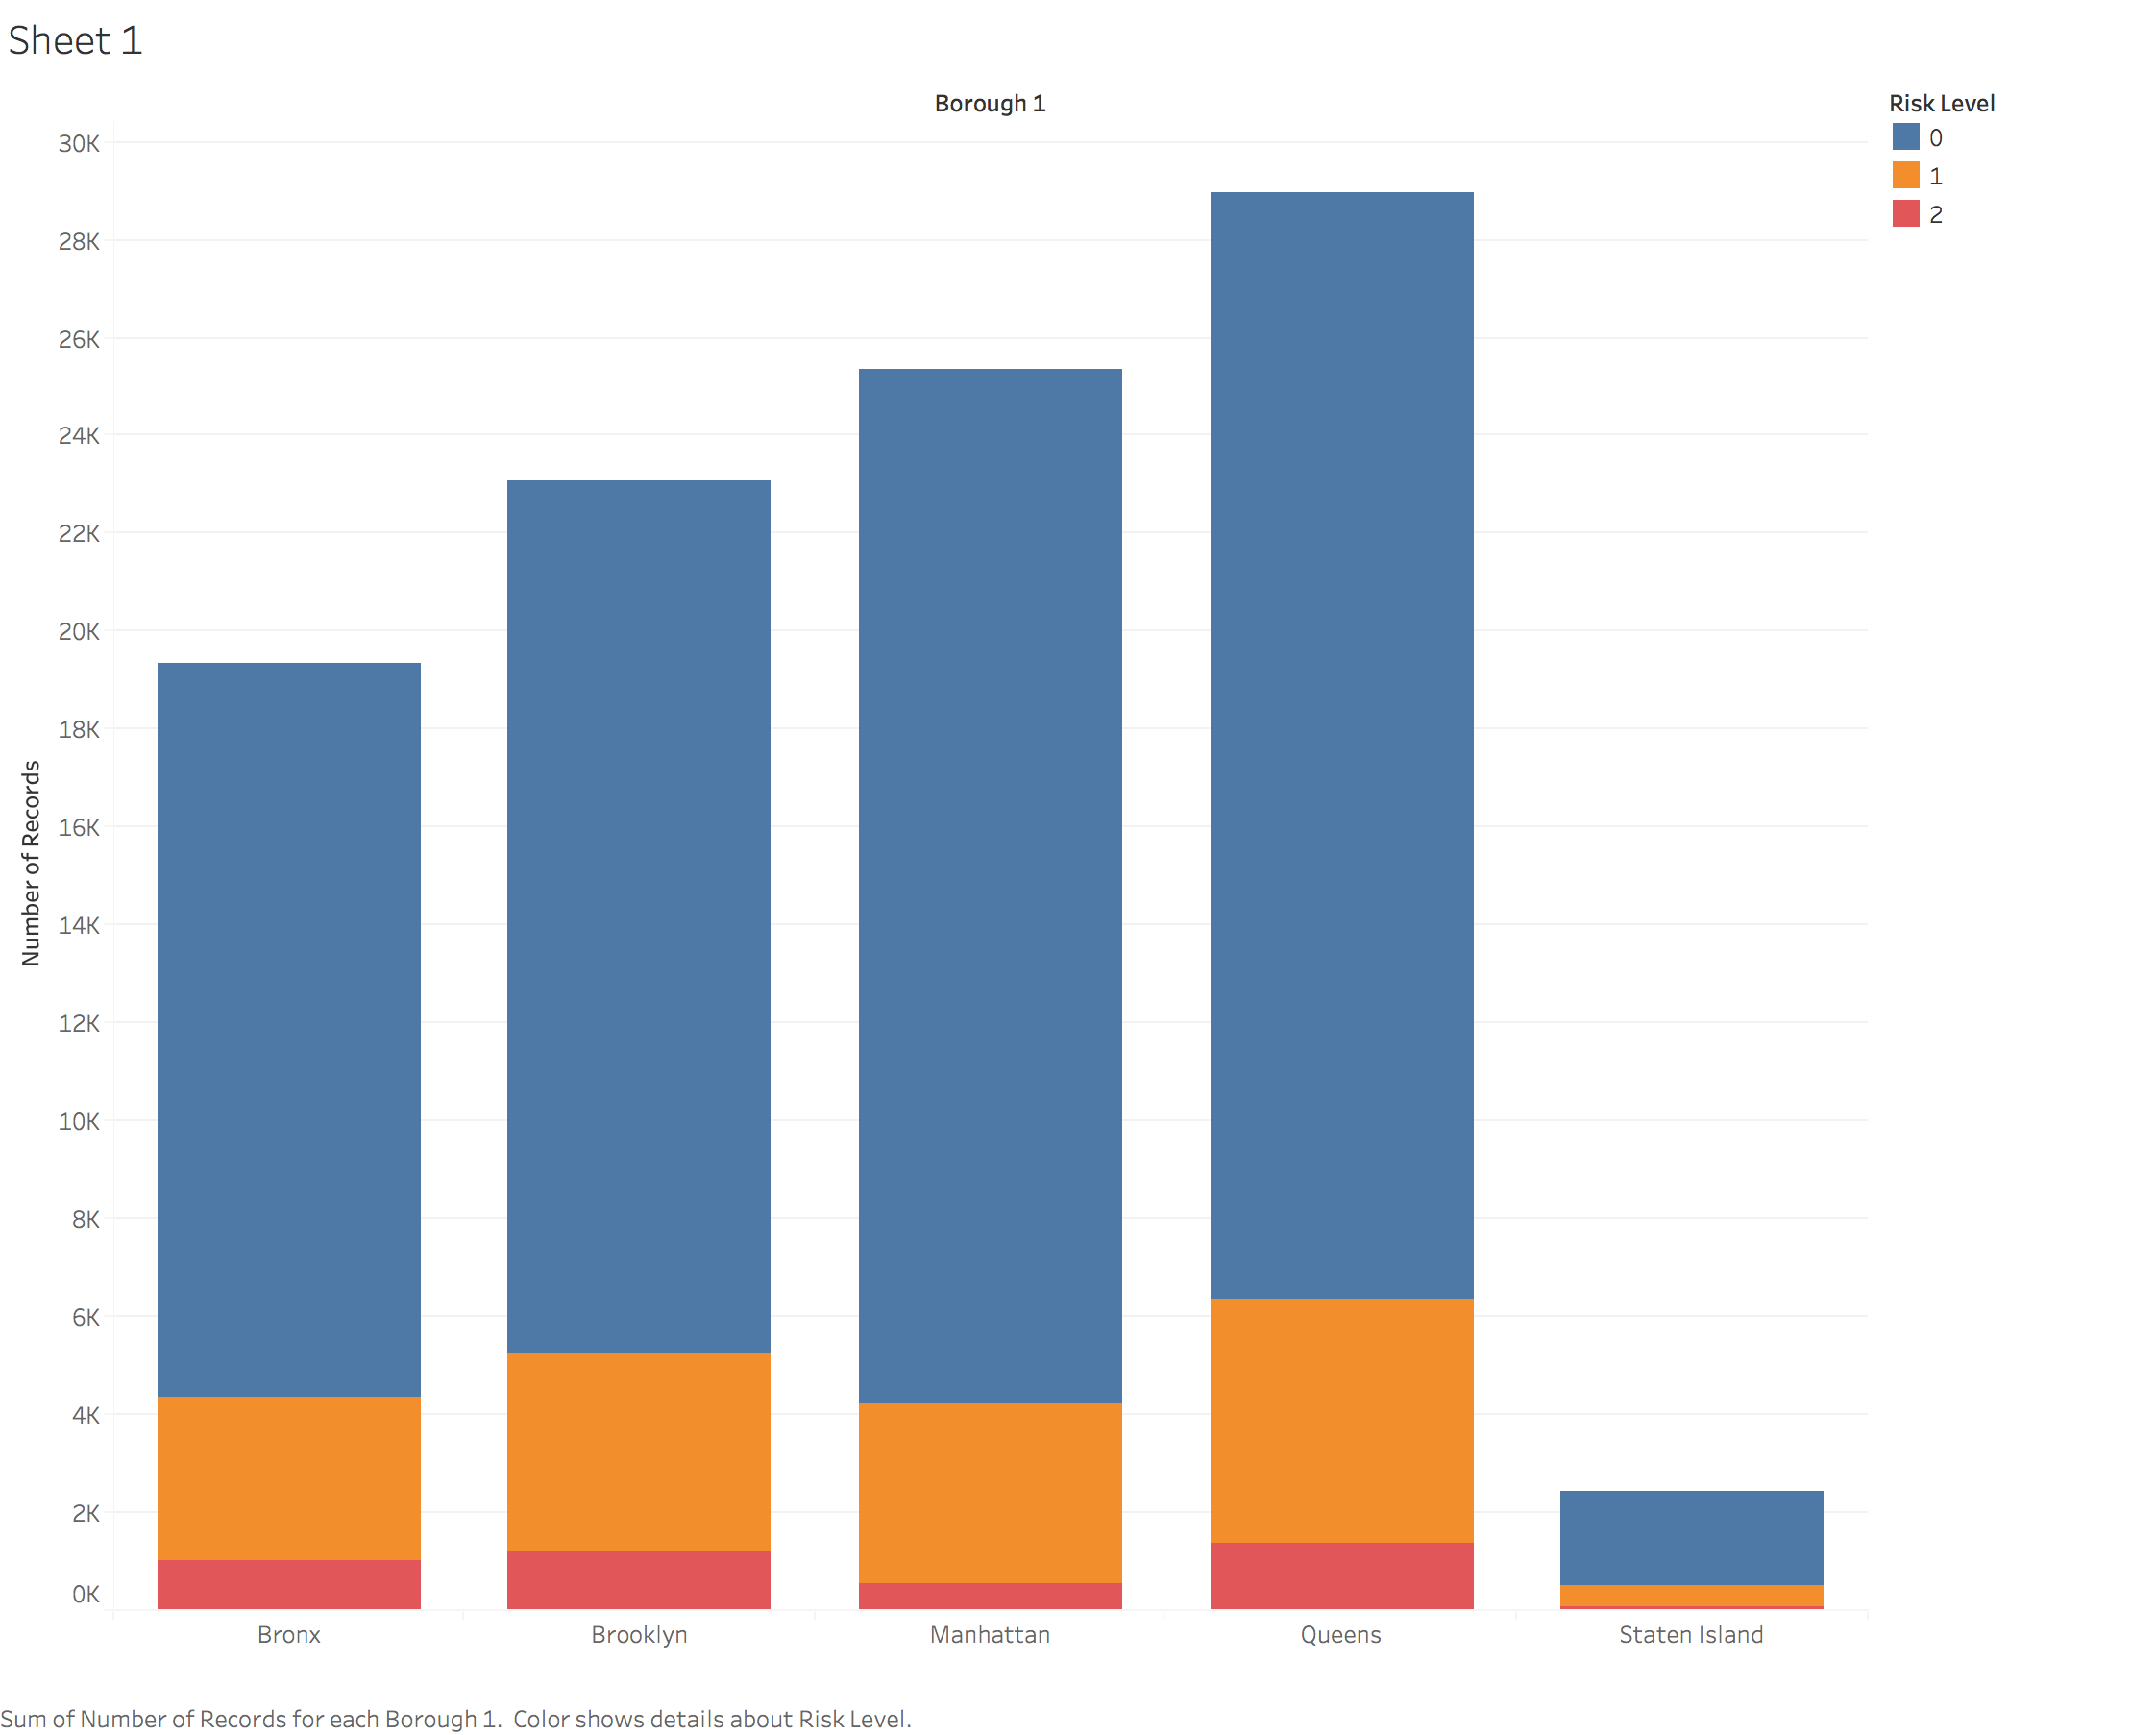 Sheet 1
Borough 1
Risk Level
0
1
2
30K
28K
26K
24K
22K
20K
18K
16K
14K
12K
10K
8K
6K
4K
2K
0K
Number of Records
Bronx
Brooklyn
Manhattan
Queens
Staten Island
Sum of Number of Records for each Borough 1.  Color shows details about Risk Level.